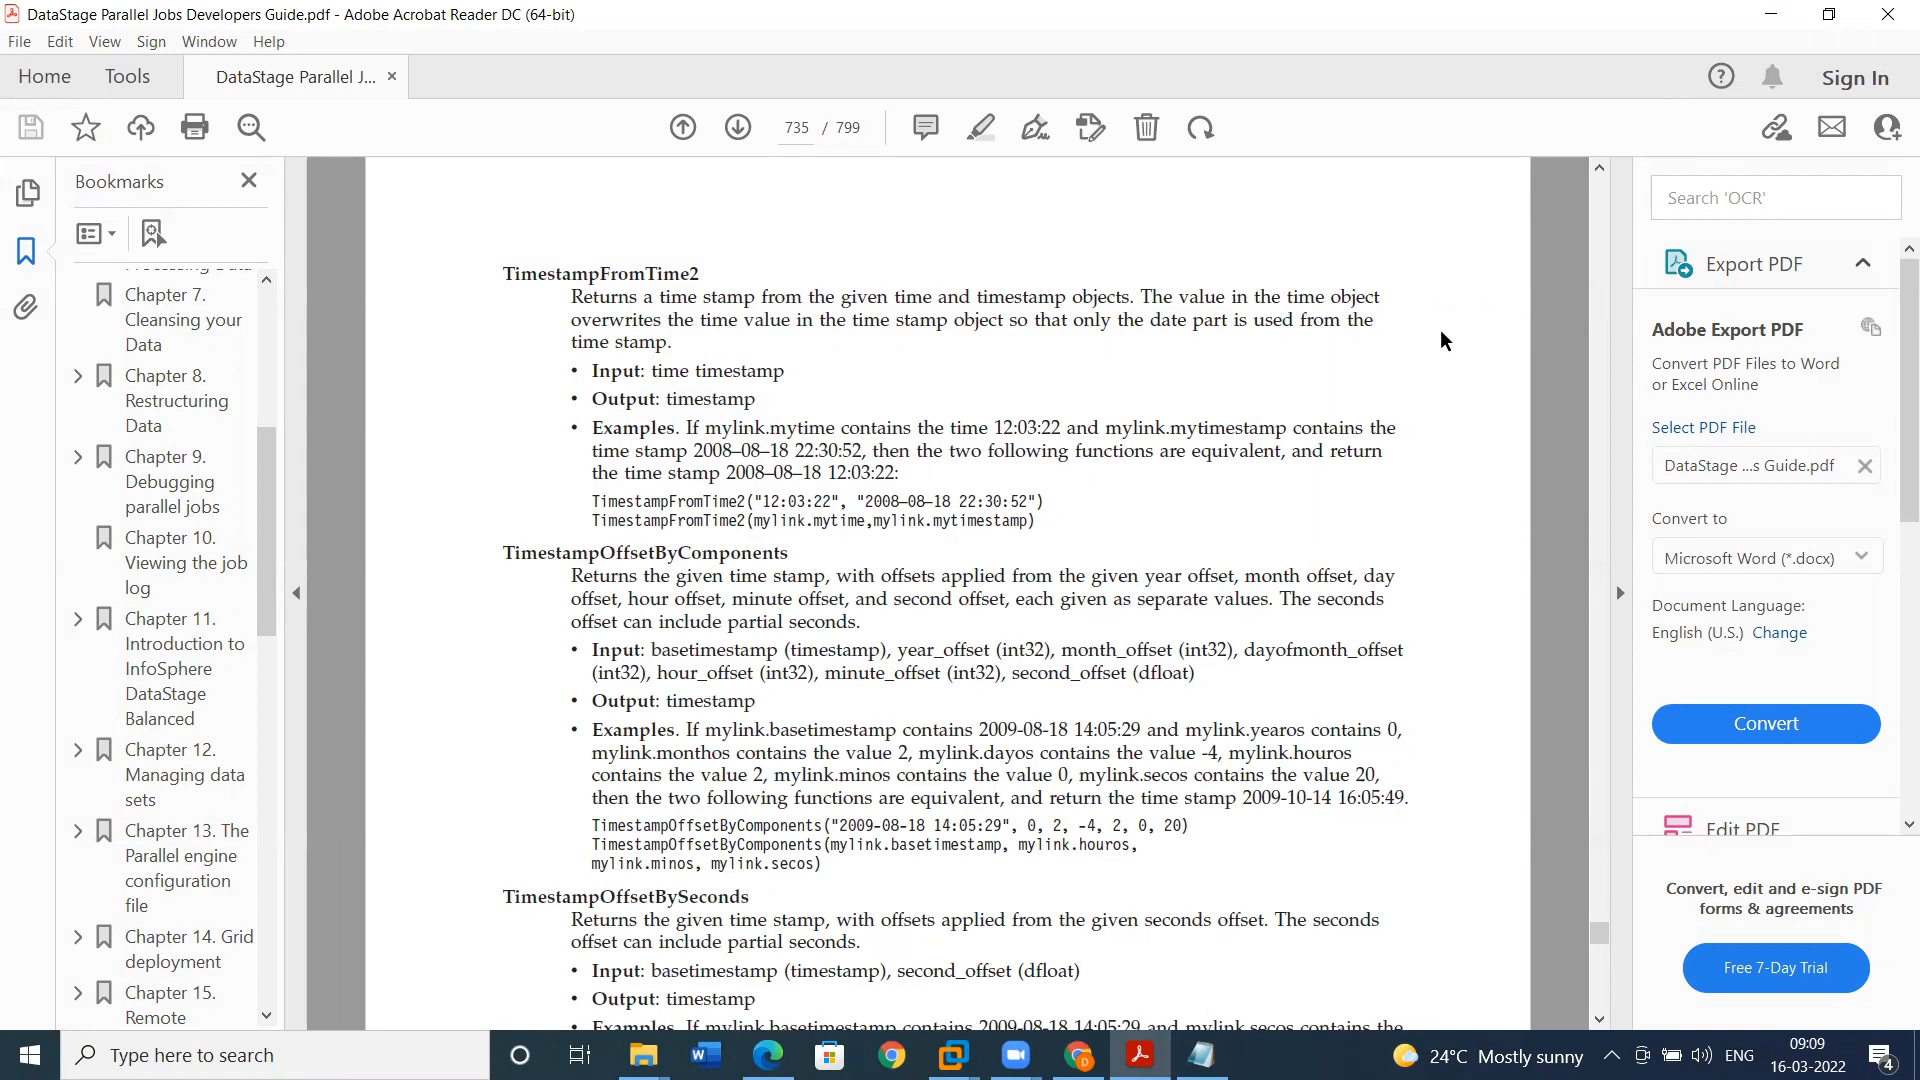 DataStage Parallel Jobs Developers Guide.pdf - Adobe Acrobat Reader DC (64-bit)
File Edit View Sign Window Help
Home Tools DataStage Parallel J... ×
Sign In
735 / 799
Bookmarks
Processing Data
Chapter 7.
Cleansing your
Data
Chapter 8.
Restructuring
Data
Chapter 9.
Debugging
parallel jobs
Chapter 10.
Viewing the job
log
Chapter 11.
Introduction to
InfoSphere
DataStage
Balanced
Chapter 12.
Managing data
sets
Chapter 13. The
Parallel engine
configuration
file
Chapter 14. Grid
deployment
Chapter 15.
Remote
TimestampFromTime2
Returns a time stamp from the given time and timestamp objects. The value in the time object
overwrites the time value in the time stamp object so that only the date part is used from the
time stamp.
• Input: time timestamp
• Output: timestamp
• Examples. If mylink.mytime contains the time 12:03:22 and mylink.mytimestamp contains the
time stamp 2008–08–18 22:30:52, then the two following functions are equivalent, and return
the time stamp 2008–08–18 12:03:22:
TimestampFromTime2("12:03:22", "2008–08–18 22:30:52")
TimestampFromTime2(mylink.mytime,mylink.mytimestamp)
TimestampOffsetByComponents
Returns the given time stamp, with offsets applied from the given year offset, month offset, day
offset, hour offset, minute offset, and second offset, each given as separate values. The seconds
offset can include partial seconds.
• Input: basetimestamp (timestamp), year_offset (int32), month_offset (int32), dayofmonth_offset
(int32), hour_offset (int32), minute_offset (int32), second_offset (dfloat)
• Output: timestamp
• Examples. If mylink.basetimestamp contains 2009-08-18 14:05:29 and mylink.yearos contains 0,
mylink.monthos contains the value 2, mylink.dayos contains the value -4, mylink.houros
contains the value 2, mylink.minos contains the value 0, mylink.secos contains the value 20,
then the two following functions are equivalent, and return the time stamp 2009-10-14 16:05:49.
TimestampOffsetByComponents("2009-08-18 14:05:29", 0, 2, -4, 2, 0, 20)
TimestampOffsetByComponents(mylink.basetimestamp, mylink.houros,
mylink.minos, mylink.secos)
TimestampOffsetBySeconds
Returns the given time stamp, with offsets applied from the given seconds offset. The seconds
offset can include partial seconds.
• Input: basetimestamp (timestamp), second_offset (dfloat)
• Output: timestamp
• Examples. If mylink.basetimestamp contains 2009-08-18 14:05:29 and mylink.secos contains the
Search 'OCR'
Export PDF
Adobe Export PDF
Convert PDF Files to Word
or Excel Online
Select PDF File
DataStage ...s Guide.pdf
Convert to
Microsoft Word (*.docx)
Document Language:
English (U.S.) Change
Convert
Edit PDF
Convert, edit and e-sign PDF
forms & agreements
Free 7-Day Trial
Type here to search
24°C Mostly sunny
ENG
09:09
16-03-2022
4